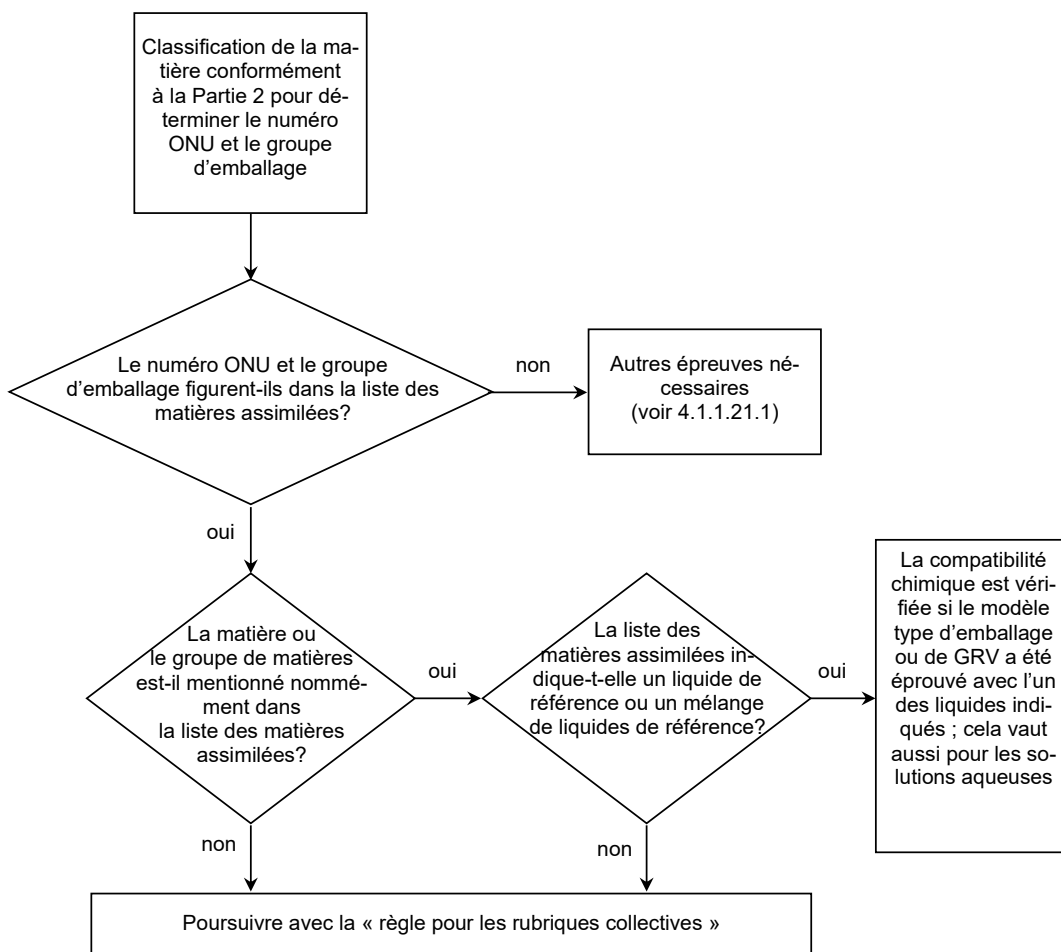 Classification de la ma-
tière conformément
à la Partie 2 pour dé-
terminer le numéro
ONU et le groupe
d'emballage
Le numéro ONU et le groupe
d'emballage figurent-ils dans la liste des
matières assimilées?
non
Autres épreuves né-
cessaires
(voir 4.1.1.21.1)
oui
La matière ou
le groupe de matières
est-il mentionné nommé-
ment dans
la liste des matières
assimilées?
oui
La liste des
matières assimilées in-
dique-t-elle un liquide de
référence ou un mélange
de liquides de référence?
oui
La compatibilité
chimique est véri-
fiée si le modèle
type d'emballage
ou de GRV a été
éprouvé avec l'un
des liquides indi-
qués ; cela vaut
aussi pour les so-
lutions aqueuses
non
non
Poursuivre avec la « règle pour les rubriques collectives »